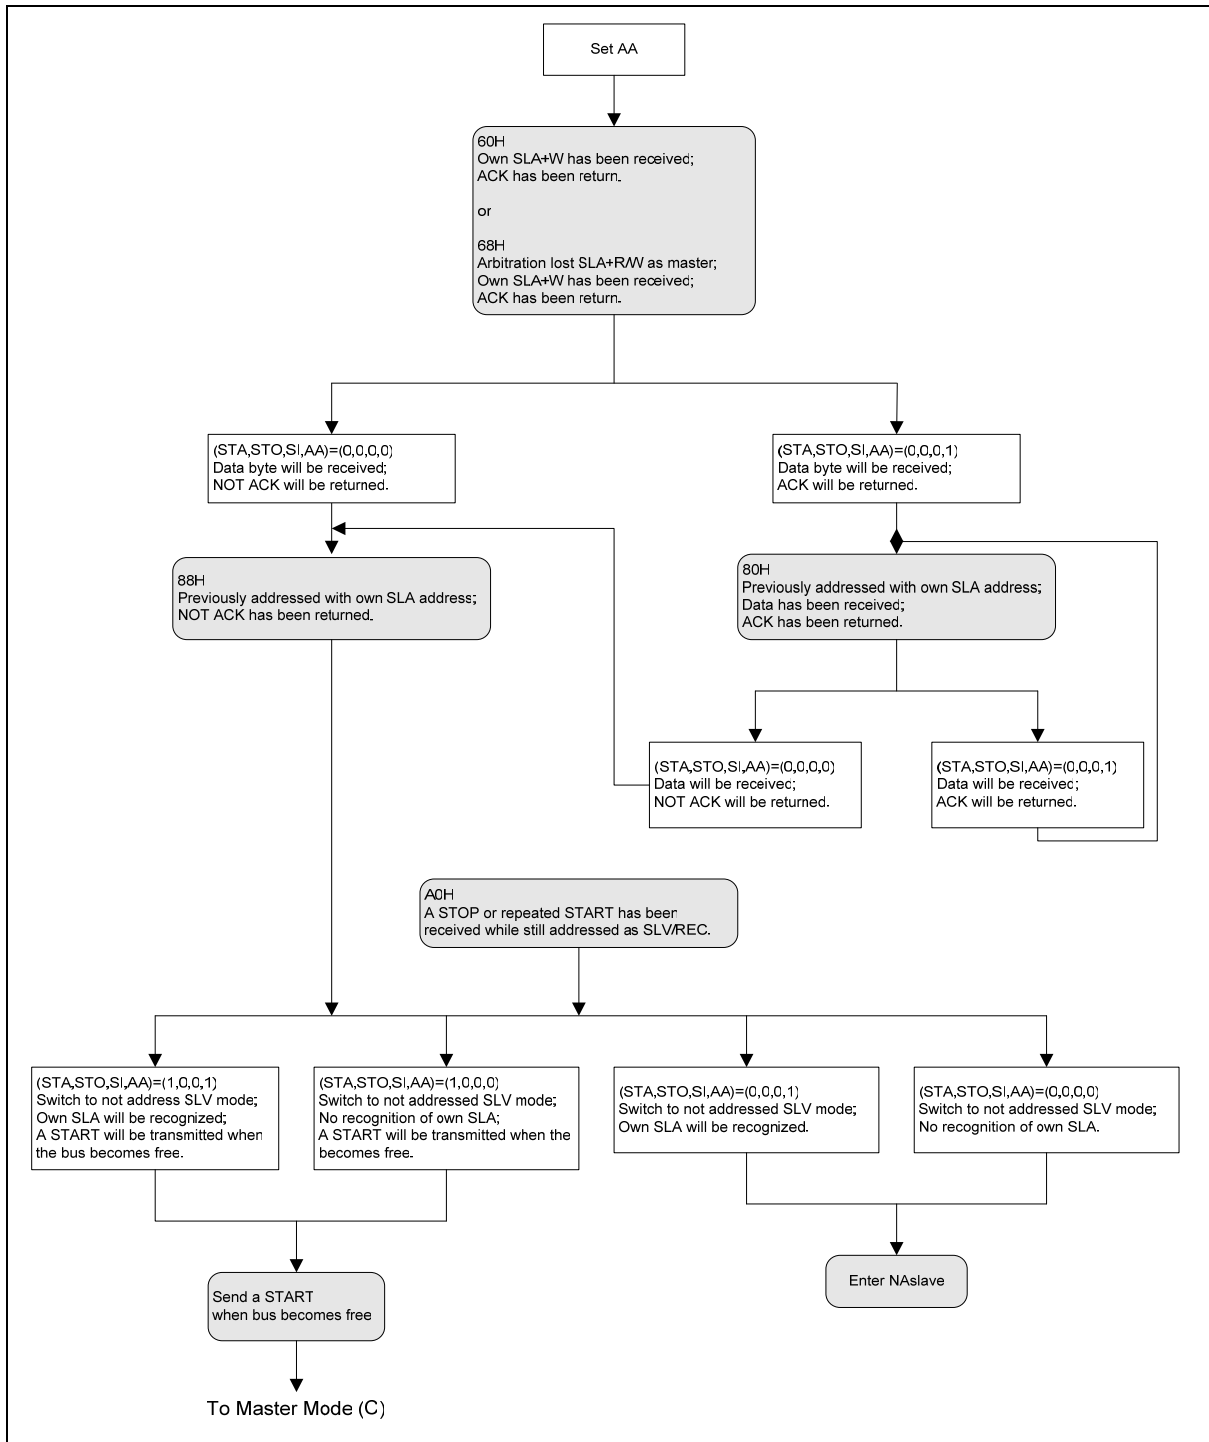 Set AA
60H
Own SLA+W has been received;
ACK has been return.
or
68H
Arbitration lost SLA+R/W as master;
Own SLA+W has been received;
ACK has been return.
(STA,STO,SI,AA)=(0,0,0,0)
Data byte will be received;
NOT ACK will be returned.
(STA,STO,SI,AA)=(0,0,0,1)
Data byte will be received;
ACK will be returned.
88H
Previously addressed with own SLA address;
NOT ACK has been returned.
80H
Previously addressed with own SLA address;
Data has been received;
ACK has been returned.
(STA,STO,SI,AA)=(0,0,0,0)
Data will be received;
NOT ACK will be returned.
(STA,STO,SI,AA)=(0,0,0,1)
Data will be received;
ACK will be returned.
A0H
A STOP or repeated START has been
received while still addressed as SLV/REC.
(STA,STO,SI,AA)=(1,0,0,1)
Switch to not address SLV mode;
Own SLA will be recognized;
A START will be transmitted when
the bus becomes free.
(STA,STO,SI,AA)=(1,0,0,0)
Switch to not addressed SLV mode;
No recognition of own SLA;
A START will be transmitted when the
becomes free.
(STA,STO,SI,AA)=(0,0,0,1)
Switch to not addressed SLV mode;
Own SLA will be recognized.
(STA,STO,SI,AA)=(0,0,0,0)
Switch to not addressed SLV mode;
No recognition of own SLA.
Send a START
when bus becomes free
Enter NAslave
To Master Mode (C)